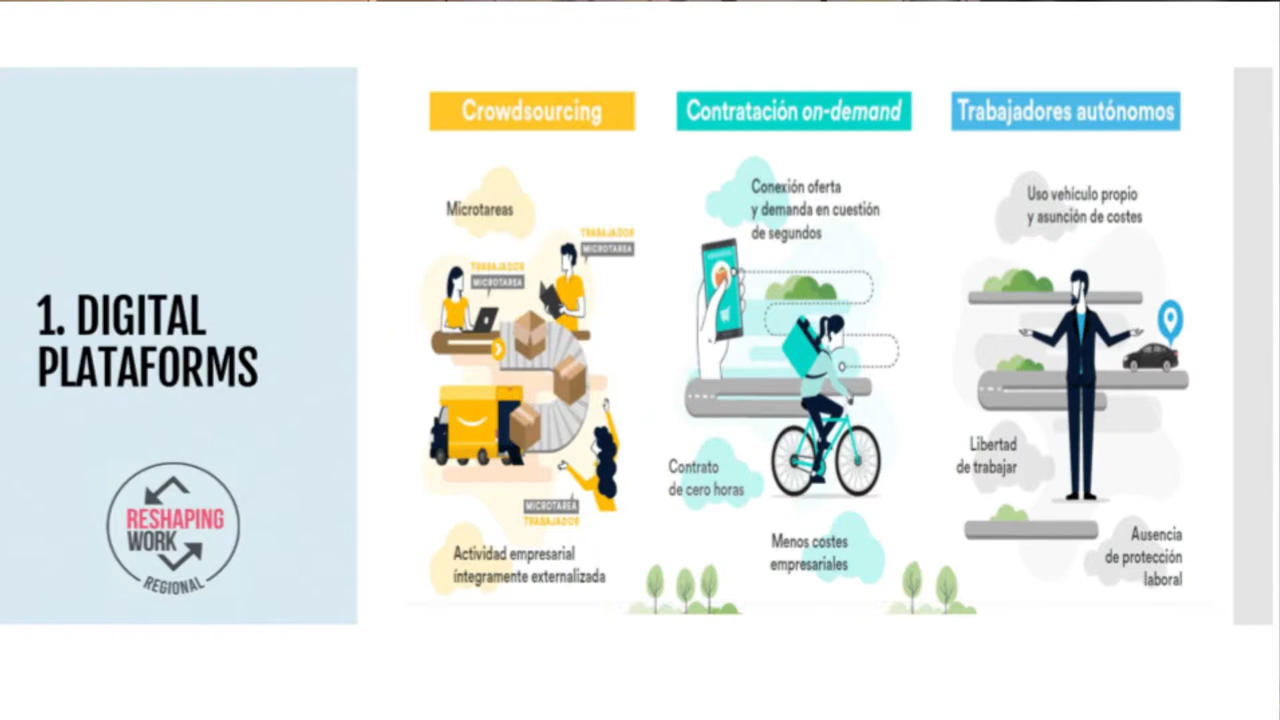 1. DIGITAL
PLATAFORMS
RESHAPING
WORK
REGIONAL
Crowdsourcing
Microtareas
TRABAJADOR
MICROTAREA
TRABAJADOR
MICROTAREA
MICROTAREA
TRABAJADOR
Actividad empresarial
íntegramente externalizada
Contratación on-demand
Conexión oferta
y demanda en cuestión
de segundos
Contrato
de cero horas
Menos costes
empresariales
Trabajadores autónomos
Uso vehículo propio
y asunción de costes
Libertad
de trabajar
Ausencia
de protección
laboral